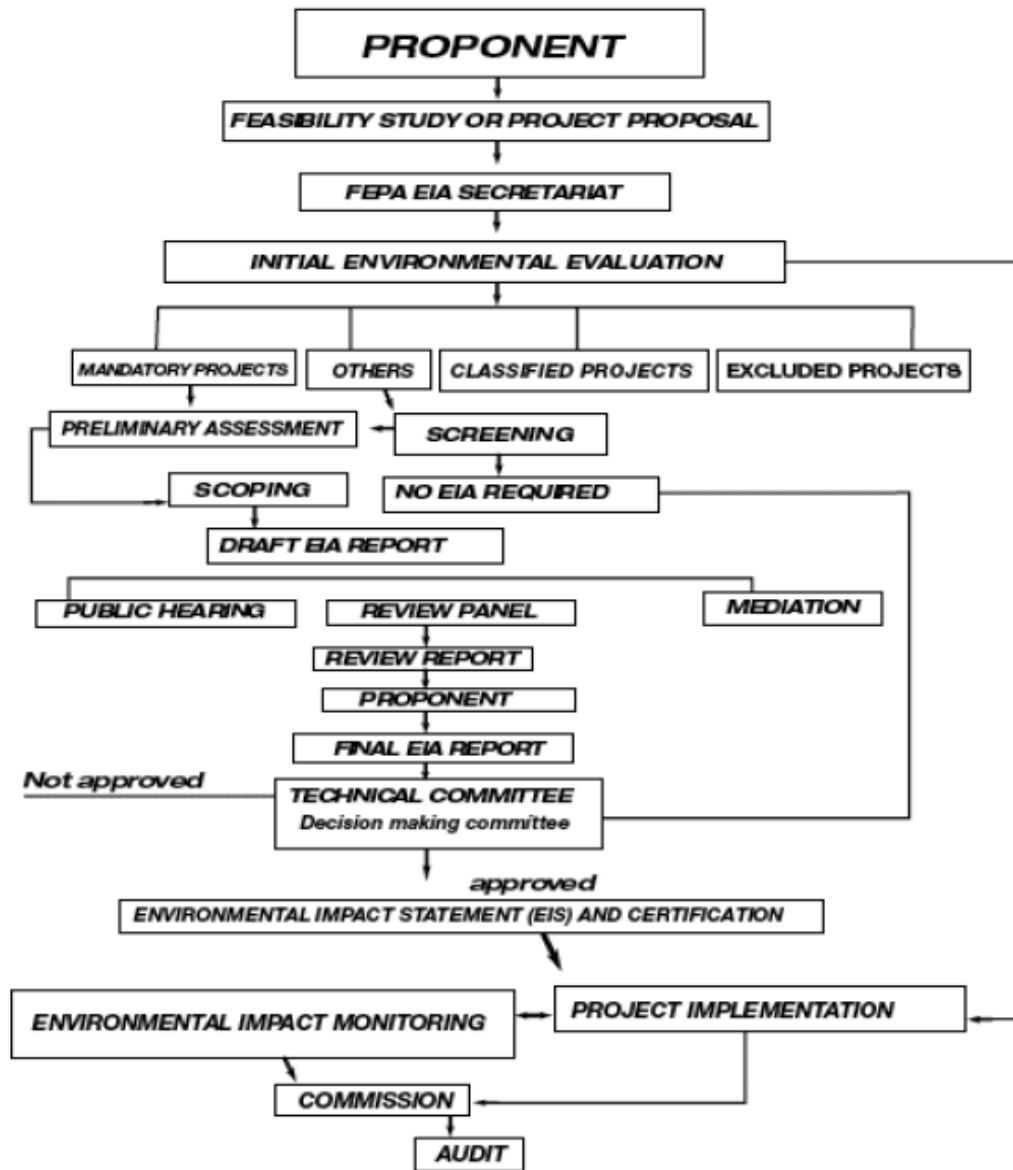 PROPONENT
FEASIBILITY STUDY OR PROJECT PROPOSAL
FEPA EIA SECRETARIAT
INITIAL ENVIRONMENTAL EVALUATION
MANDATORY PROJECTS
OTHERS
CLASSIFIED PROJECTS
EXCLUDED PROJECTS
PRELIMINARY ASSESSMENT
SCREENING
SCOPING
NO EIA REQUIRED
DRAFT EIA REPORT
PUBLIC HEARING
REVIEW PANEL
MEDIATION
REVIEW REPORT
PROPONENT
FINAL EIA REPORT
Not approved
TECHNICAL COMMITTEE
Decision making committee
approved
ENVIRONMENTAL IMPACT STATEMENT (EIS) AND CERTIFICATION
ENVIRONMENTAL IMPACT MONITORING
PROJECT IMPLEMENTATION
COMMISSION
AUDIT